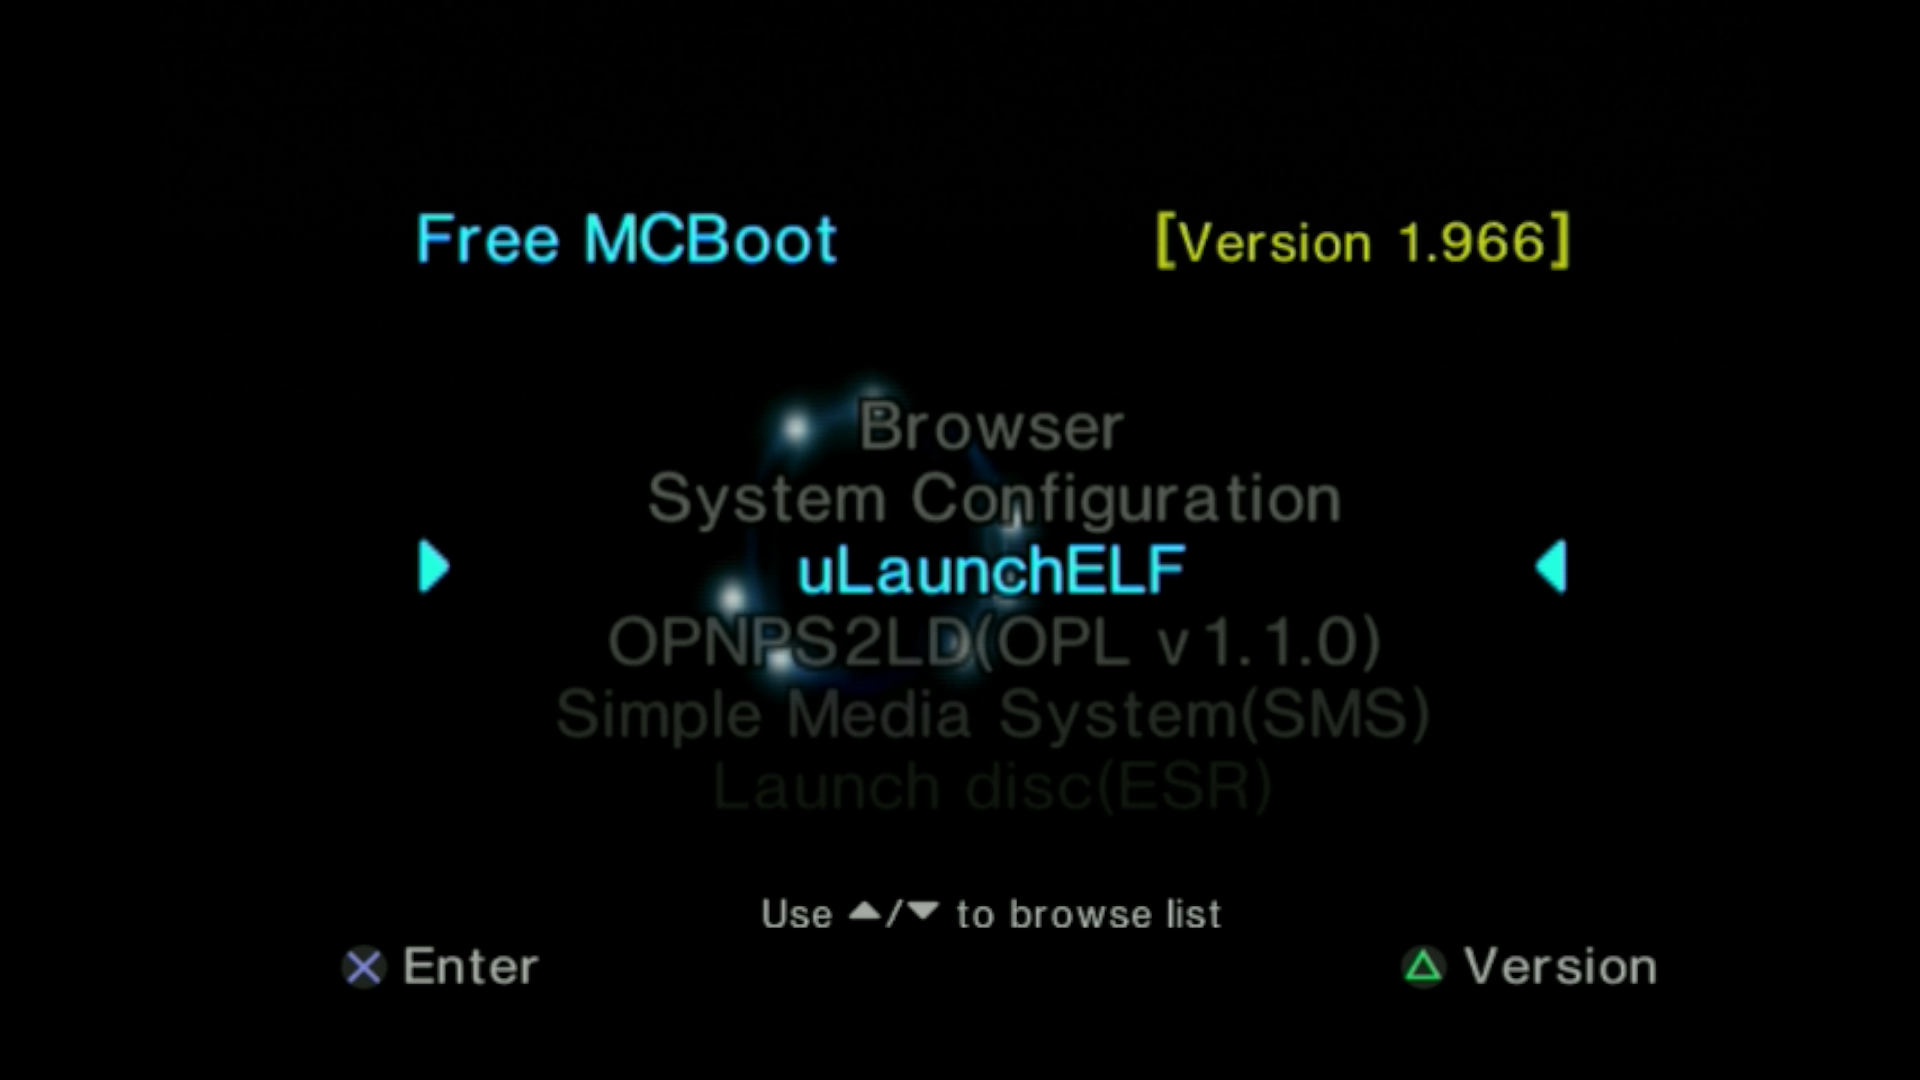 Free MCBoot [Version 1.966]
Browser
System Configuration
uLaunchELF
OPNPS2LD(OPL v1.1.0)
Simple Media System(SMS)
Launch disc(ESR)
Use ▲/▼ to browse list
Enter
Version